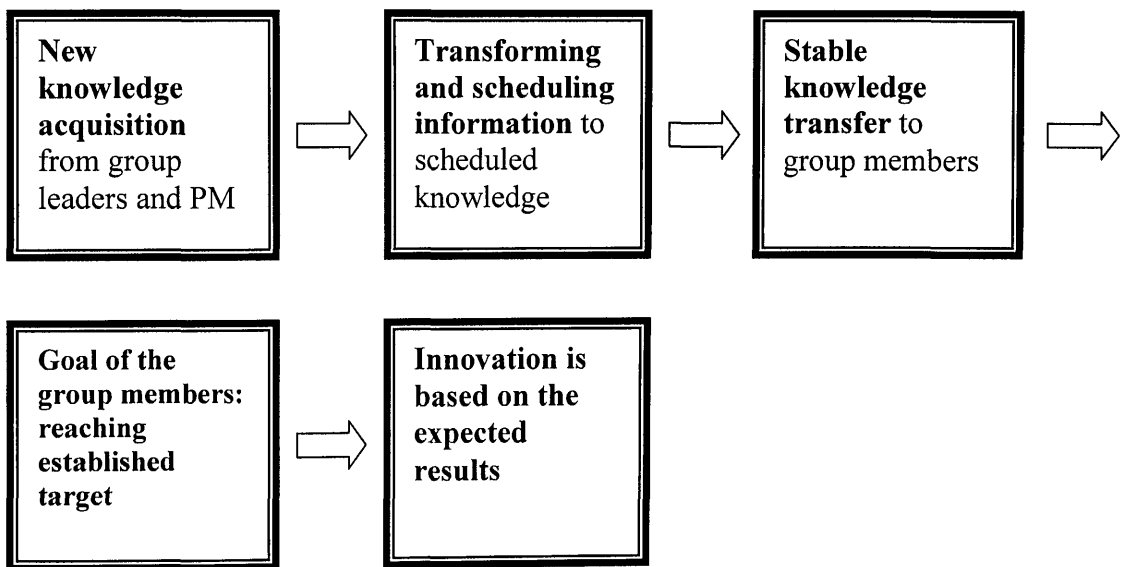 New
knowledge
acquisition
from group
leaders and PM
Transforming
and scheduling
information to
scheduled
knowledge
Stable
knowledge
transfer to
group members
Goal of the
group members:
reaching
established
target
Innovation is
based on the
expected
results